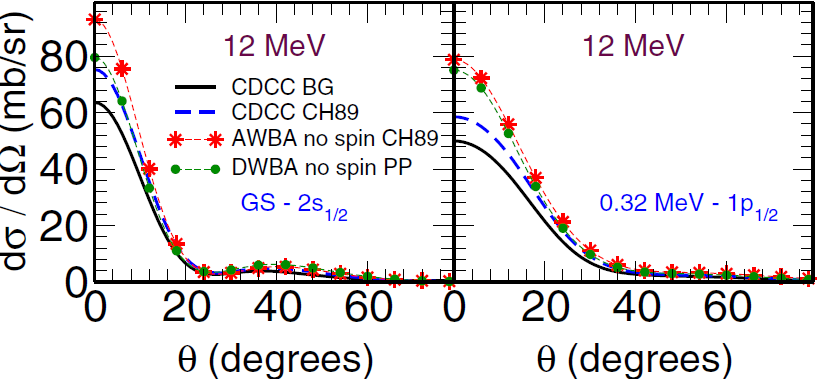 dσ / dΩ (mb/sr)
80
60
40
20
0
12 MeV
CDCC BG
CDCC CH89
AWBA no spin CH89
DWBA no spin PP
GS - 2s1/2
0 20 40 60
θ (degrees)
12 MeV
0.32 MeV - 1p1/2
0 20 40 60
θ (degrees)